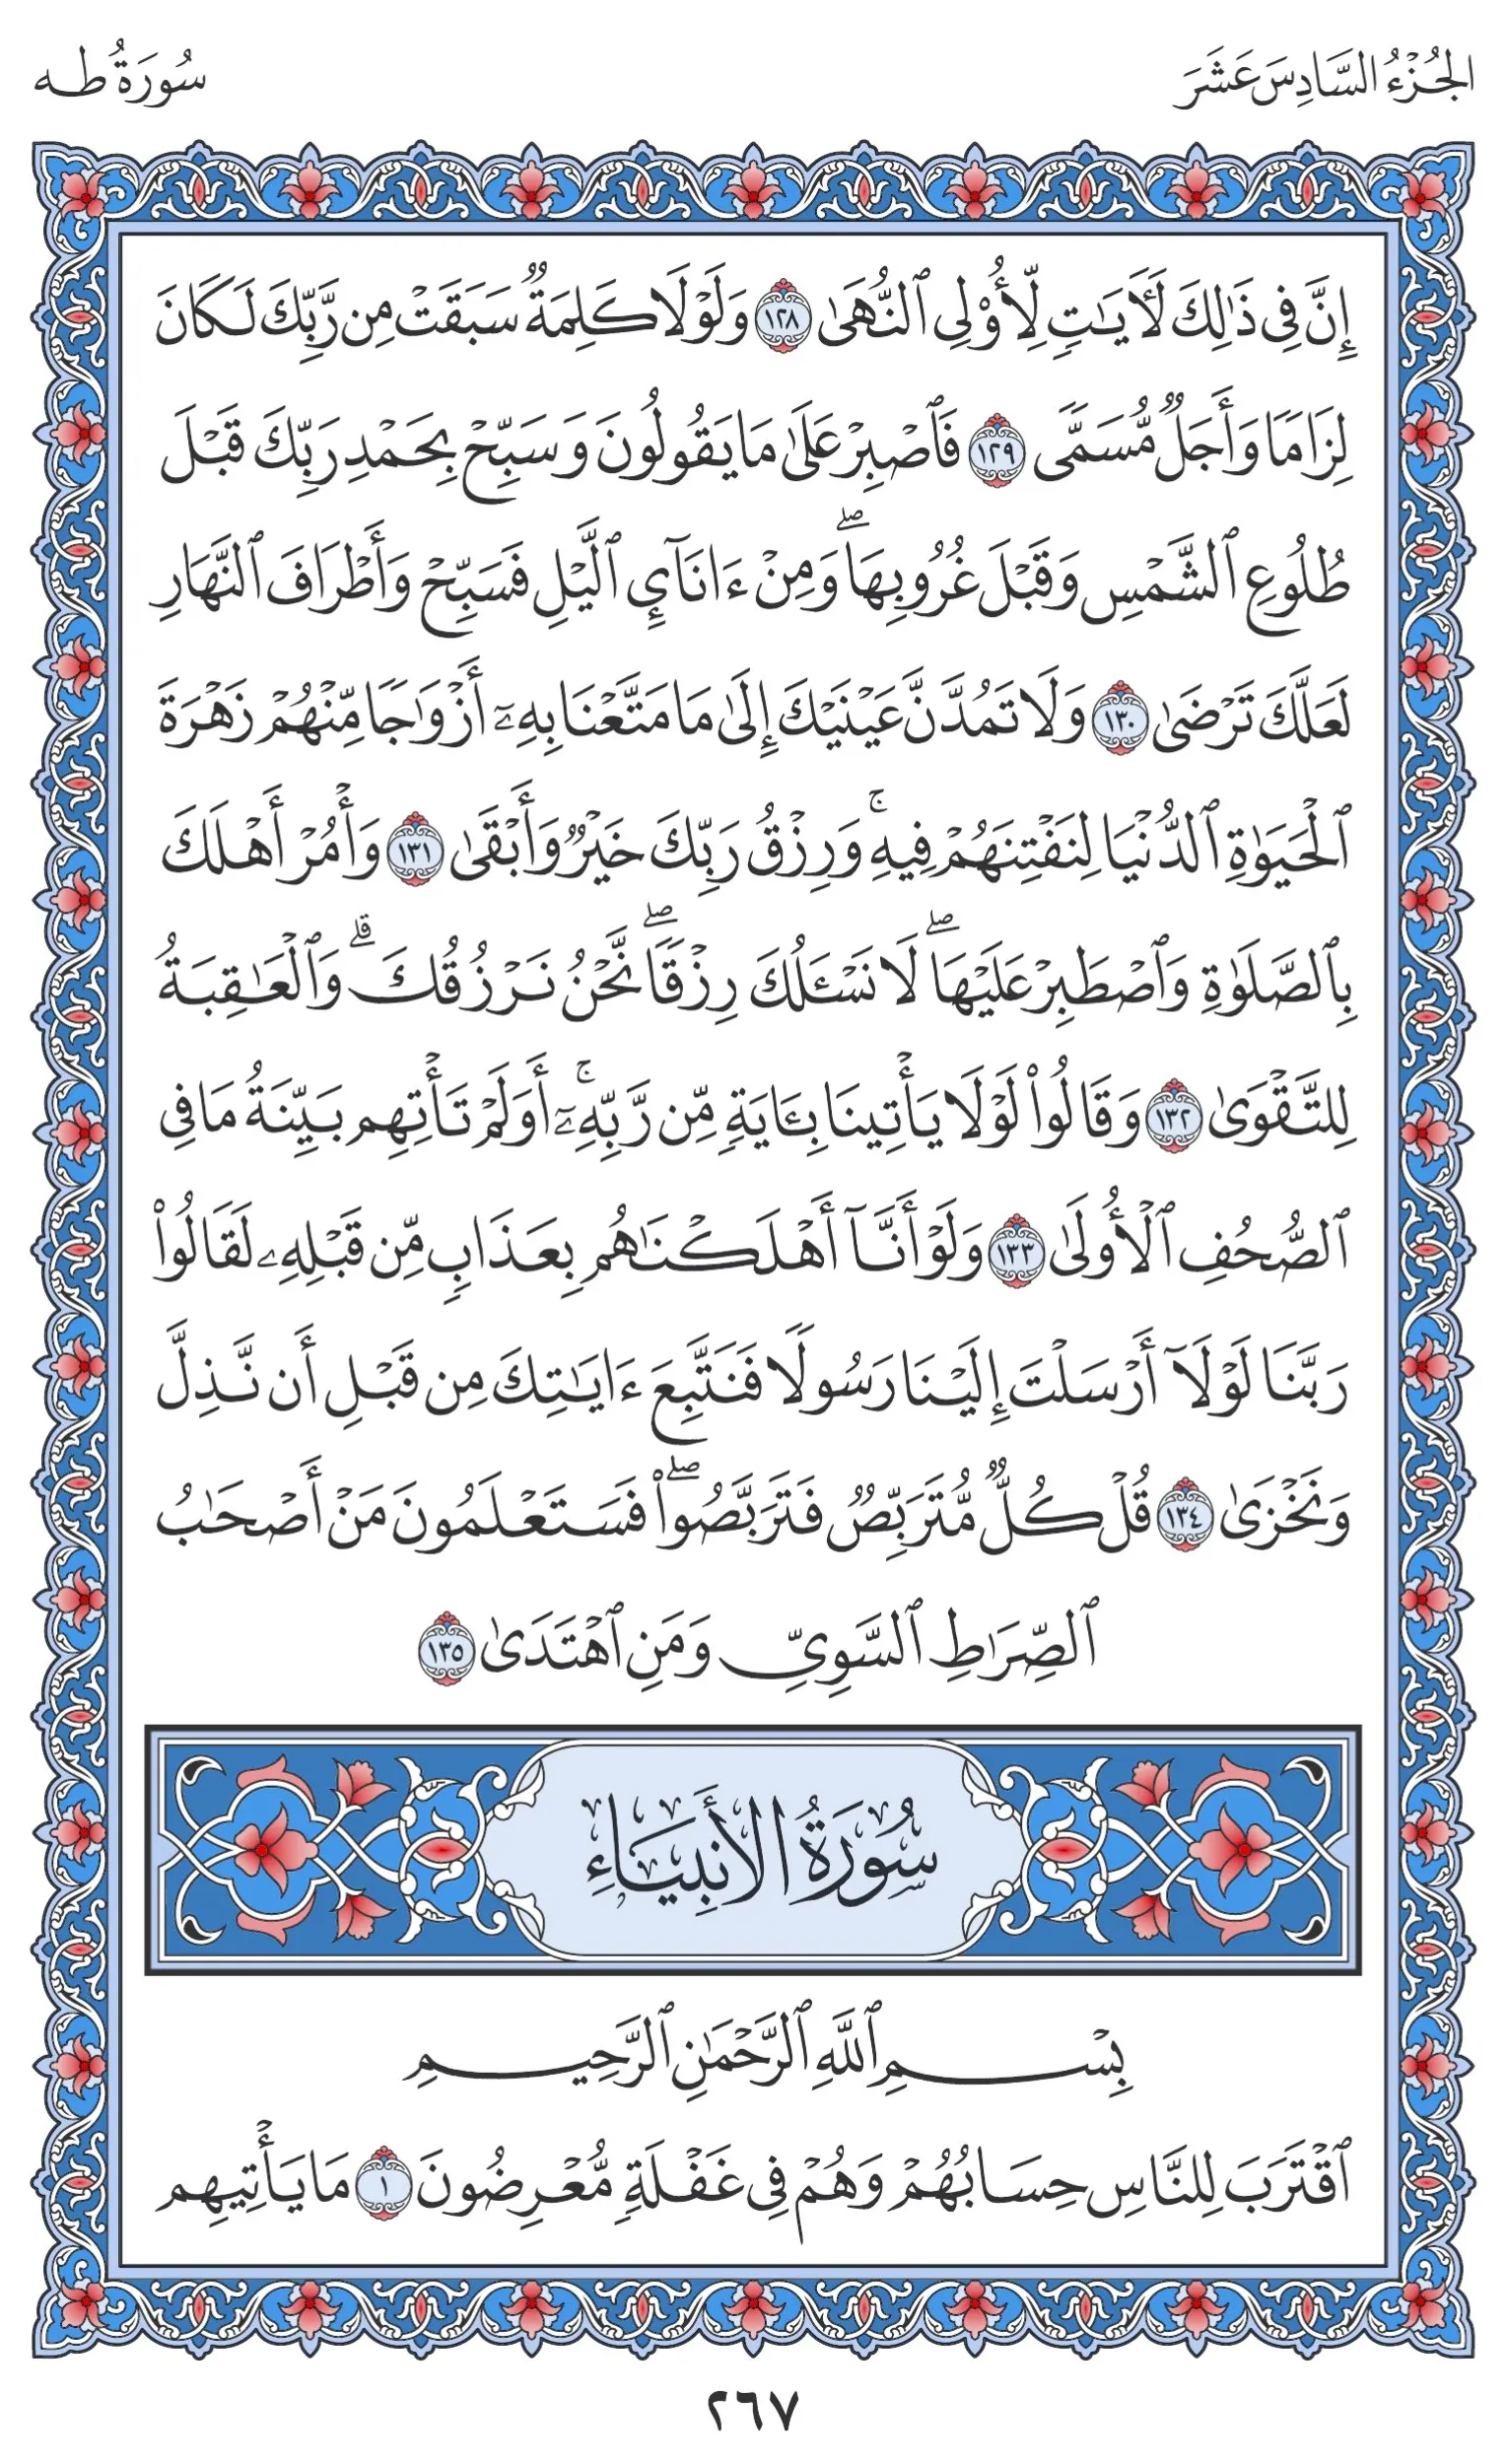 الجُزْءُ السَّادِسَ عَشَرَ
سُورَةُ طه
إِنَّ فِي ذَٰلِكَ لَأٓيَٰتٖ لِّأُوْلِي ٱلنُّهَىٰ ١٢٨ وَلَوۡلَا كَلِمَةٞ سَبَقَتۡ مِن رَّبِّكَ لَكَانَ
لِزَامٗا وَأَجَلٞ مُّسَمّٗى ١٢٩ فَٱصۡبِرۡ عَلَىٰ مَا يَقُولُونَ وَسَبِّحۡ بِحَمۡدِ رَبِّكَ قَبۡلَ
طُلُوعِ ٱلشَّمۡسِ وَقَبۡلَ غُرُوبِهَاۖ وَمِنۡ ءَانَآيِٕ ٱلَّيۡلِ فَسَبِّحۡ وَأَطۡرَافَ ٱلنَّهَارِ
لَعَلَّكَ تَرۡضَىٰ ١٣٠ وَلَا تَمُدَّنَّ عَيۡنَيۡكَ إِلَىٰ مَا مَتَّعۡنَا بِهِۦٓ أَزۡوَٰجٗا مِّنۡهُمۡ زَهۡرَةَ
ٱلۡحَيَوٰةِ ٱلدُّنۡيَا لِنَفۡتِنَهُمۡ فِيهِۚ وَرِزۡقُ رَبِّكَ خَيۡرٞ وَأَبۡقَىٰ ١٣١ وَأۡمُرۡ أَهۡلَكَ
بِٱلصَّلَوٰةِ وَٱصۡطَبِرۡ عَلَيۡهَاۖ لَا نَسۡـَٔلُكَ رِزۡقٗاۖ نَّحۡنُ نَرۡزُقُكَۗ وَٱلۡعَٰقِبَةُ
لِلتَّقۡوَىٰ ١٣٢ وَقَالُواْ لَوۡلَا يَأۡتِينَا بِـَٔايَةٖ مِّن رَّبِّهِۦٓۚ أَوَلَمۡ تَأۡتِهِم بَيِّنَةُ مَا فِي
ٱلصُّحُفِ ٱلۡأُولَىٰ ١٣٣ وَلَوۡ أَنَّآ أَهۡلَكۡنَٰهُم بِعَذَابٖ مِّن قَبۡلِهِۦ لَقَالُواْ
رَبَّنَا لَوۡلَآ أَرۡسَلۡتَ إِلَيۡنَا رَسُولٗا فَنَتَّبِعَ ءَايَٰتِكَ مِن قَبۡلِ أَن نَّذِلَّ
وَنَخۡزَىٰ ١٣٤ قُلۡ كُلّٞ مُّتَرَبِّصٞ فَتَرَبَّصُواْۖ فَسَتَعۡلَمُونَ مَنۡ أَصۡحَٰبُ
ٱلصِّرَٰطِ ٱلسَّوِيِّ وَمَنِ ٱهۡتَدَىٰ ١٣٥
سُورَةُ الأَنبِيَاءِ
بِسۡمِ ٱللَّهِ ٱلرَّحۡمَٰنِ ٱلرَّحِيمِ
ٱقۡتَرَبَ لِلنَّاسِ حِسَابُهُمۡ وَهُمۡ فِي غَفۡلَةٖ مُّعۡرِضُونَ ١ مَا يَأۡتِيهِم
٢٦٧